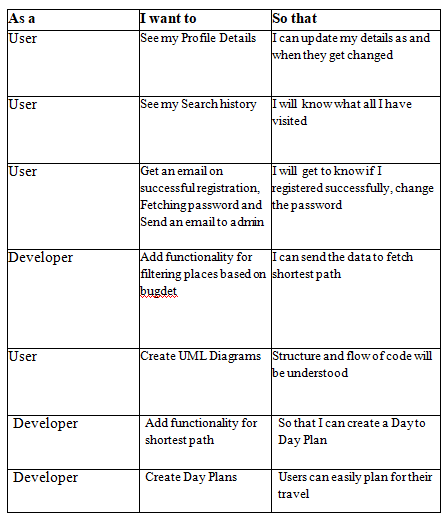 As a I want to So that
User See my Profile Details I can update my details as and
when they get changed
User See my Search history I will know what all I have
visited
User Get an email on I will get to know if I
successful registration, registered successfully, change
Fetching password and the password
Send an email to admin
Developer Add functionality for I can send the data to fetch
filtering places based on shortest path
bugdet
User Create UML Diagrams Structure and flow of code will
be understood
Developer Add functionality for So that I can create a Day to
shortest path Day Plan
Developer Create Day Plans Users can easily plan for their
travel